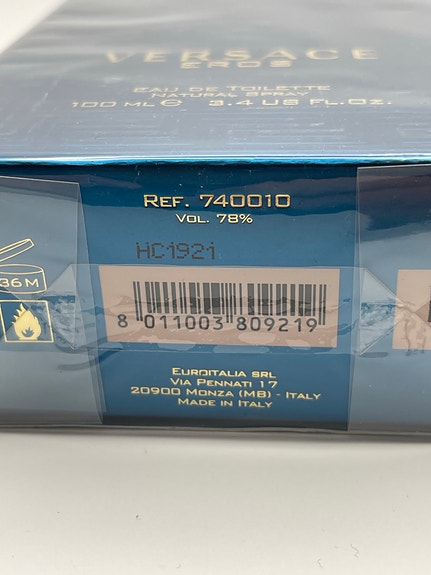 VERSACE
EROS
EAU DE TOILETTE
NATURAL SPRAY
100 ML ℮ 3.4 US FL.OZ.
REF. 740010
VOL. 78%
HC1921
36M
8 011003 809219
EUROITALIA SRL
VIA PENNATI 17
20900 MONZA (MB) - ITALY
MADE IN ITALY